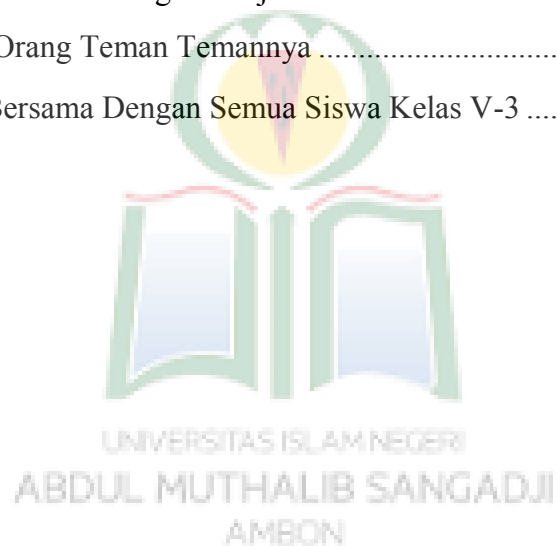 Orang Teman Temannya ............................
Bersama Dengan Semua Siswa Kelas V-3 ....
UNIVERSITAS ISLAM NEGERI
ABDUL MUTHALIB SANGADJI
AMBON